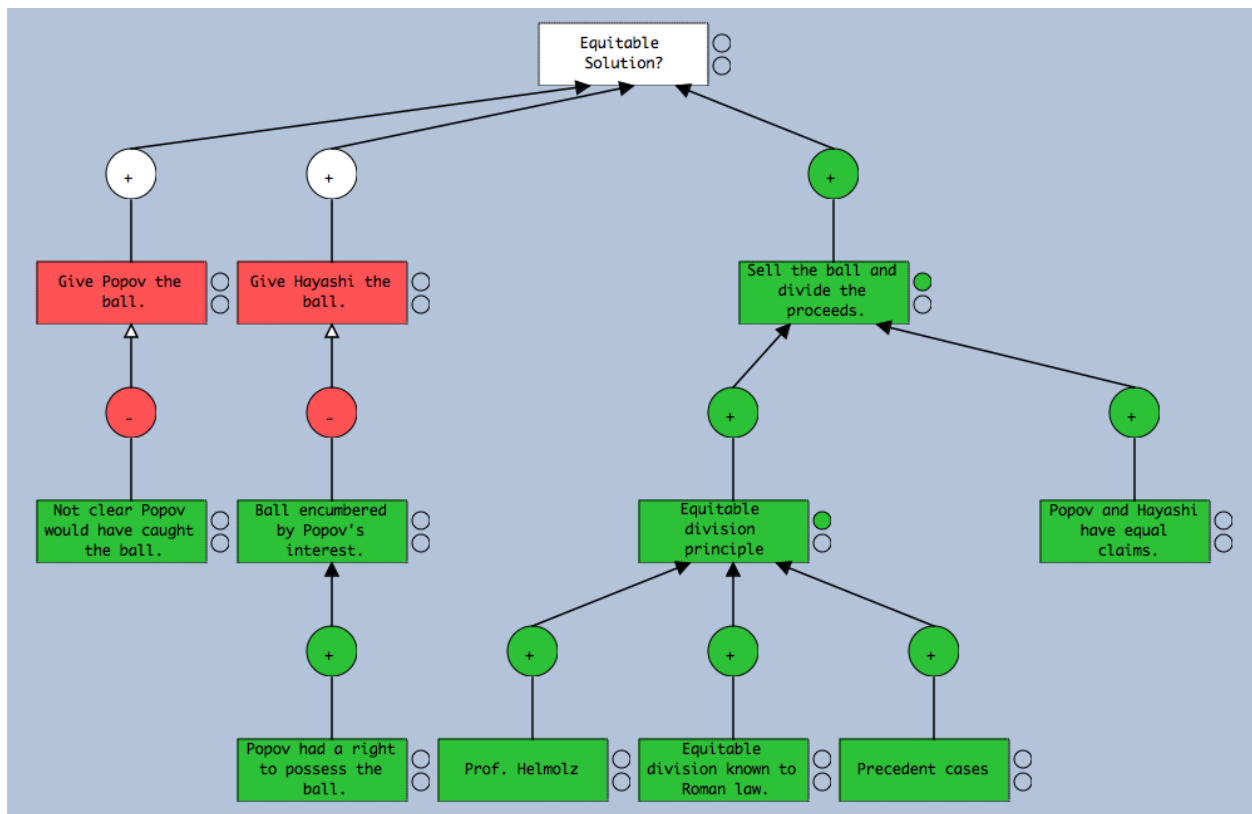 Equitable
Solution?
+
+
+
Give Popov the
ball.
Give Hayashi the
ball.
Sell the ball and
divide the
proceeds.
-
-
+
+
Not clear Popov
would have caught
the ball.
Ball encumbered
by Popov's
interest.
Equitable
division
principle
Popov and Hayashi
have equal
claims.
+
+
+
+
Popov had a right
to possess the
ball.
Prof. Helmolz
Equitable
division known to
Roman law.
Precedent cases